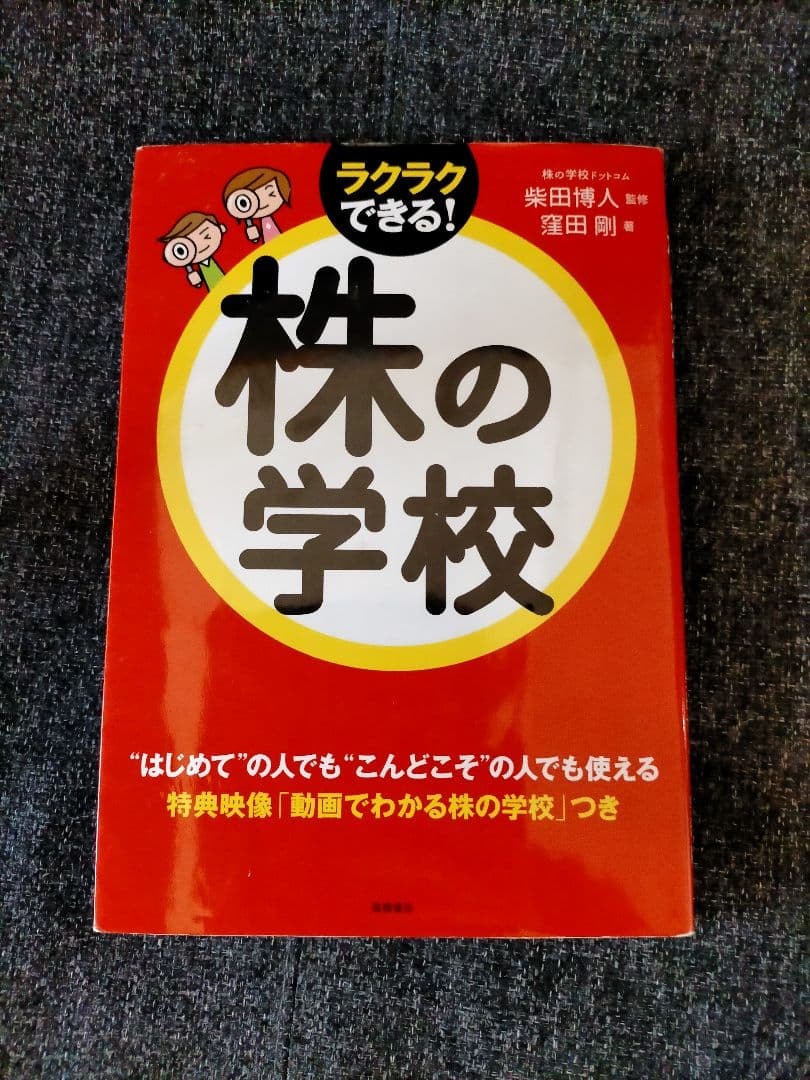 ラクラク
できる!
株の学校ドットコム
柴田博人 監修
窪田 剛 著
株の
学校
“はじめて”の人でも“こんどこそ”の人でも使える
特典映像「動画でわかる株の学校」つき